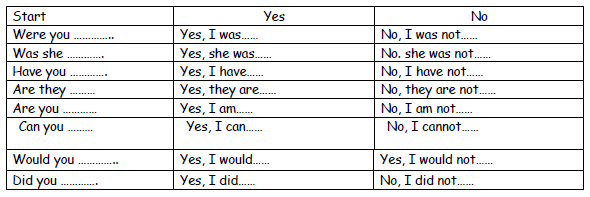 Start Yes No
Were you ………….. Yes, I was…… No, I was not……
Was she …………. Yes, she was…… No. she was not……
Have you …………. Yes, I have…… No, I have not……
Are they ……… Yes, they are…… No, they are not……
Are you ………… Yes, I am…… No, I am not……
Can you ……… Yes, I can…… No, I cannot……
Would you ………….. Yes, I would…… Yes, I would not……
Did you …………. Yes, I did…… No, I did not……